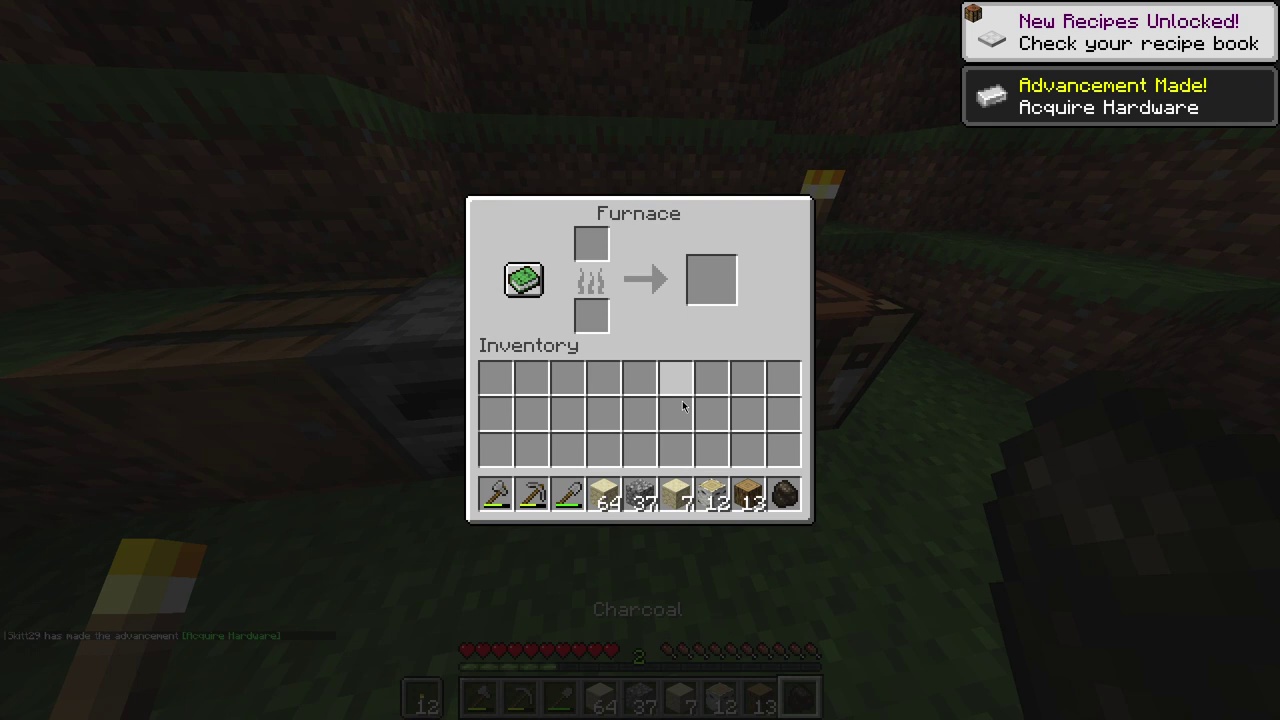 New Recipes Unlocked!
Check your recipe book
Advancement Made!
Acquire Hardware
Furnace
Inventory
64 37 7 12 13
Charcoal
[Skitt29 has made the advancement [Acquire Hardware]
2
12 64 37 7 12 13